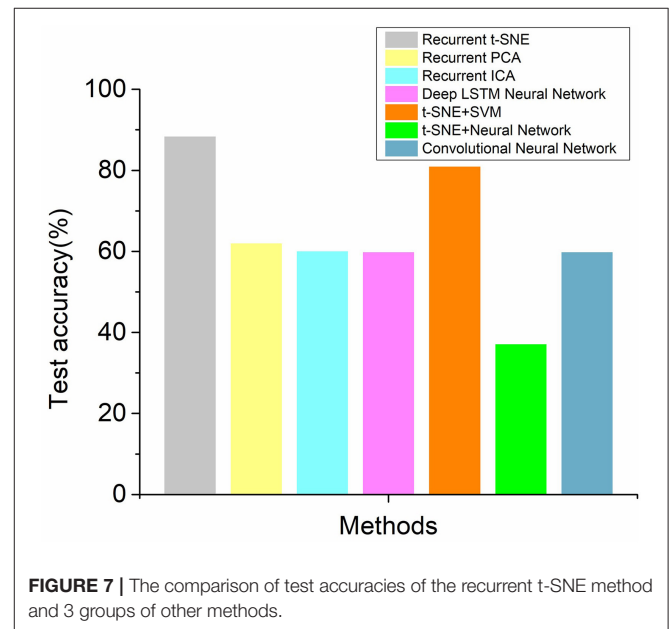 Recurrent t-SNE
Recurrent PCA
Recurrent ICA
Deep LSTM Neural Network
t-SNE+SVM
t-SNE+Neural Network
Convolutional Neural Network
100
80
60
40
20
0
Test accuracy(%)
Methods
FIGURE 7 | The comparison of test accuracies of the recurrent t-SNE method
and 3 groups of other methods.